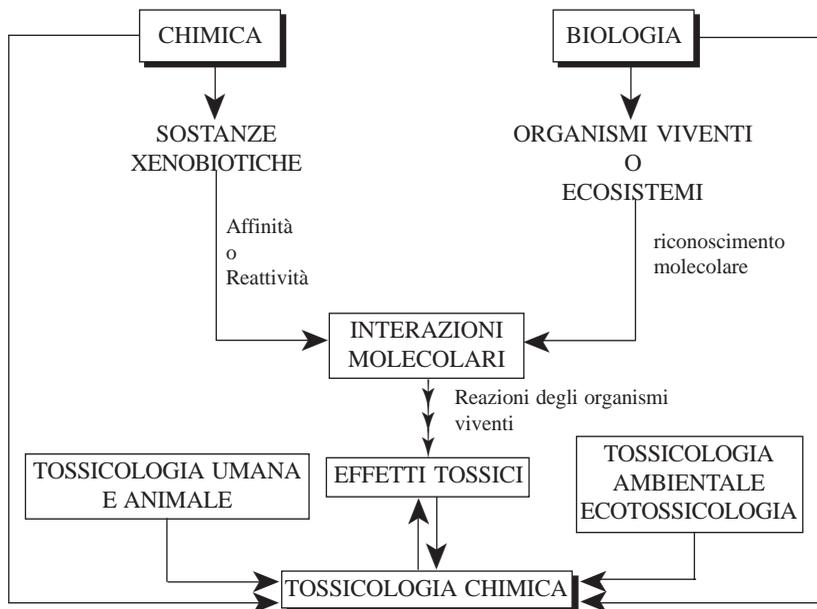 CHIMICA
BIOLOGIA
SOSTANZE
XENOBIOTICHE
ORGANISMI VIVENTI
O
ECOSISTEMI
Affinità
o
Reattività
riconoscimento
molecolare
INTERAZIONI
MOLECOLARI
Reazioni degli organismi
viventi
TOSSICOLOGIA UMANA
E ANIMALE
EFFETTI TOSSICI
TOSSICOLOGIA
AMBIENTALE
ECOTOSSICOLOGIA
TOSSICOLOGIA CHIMICA